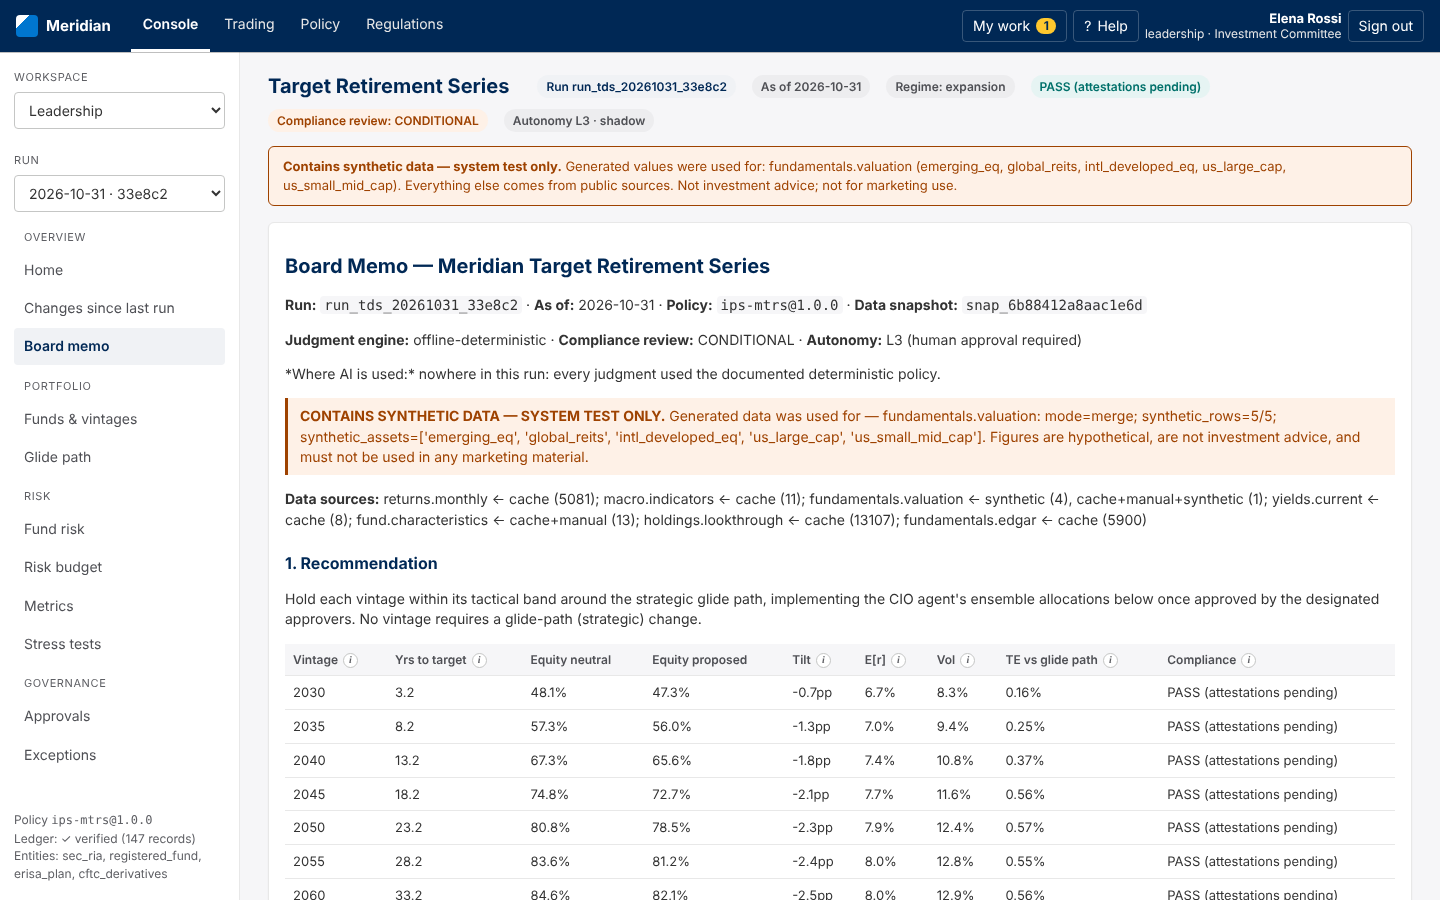 Meridian
Console
Trading
Policy
Regulations
My work 1
? Help
Elena Rossi
leadership · Investment Committee
Sign out
WORKSPACE
Leadership
RUN
2026-10-31 · 33e8c2
OVERVIEW
Home
Changes since last run
Board memo
PORTFOLIO
Funds & vintages
Glide path
RISK
Fund risk
Risk budget
Metrics
Stress tests
GOVERNANCE
Approvals
Exceptions
Policy ips-mtrs@1.0.0
Ledger: ✓ verified (147 records)
Entities: sec_ria, registered_fund,
erisa_plan, cftc_derivatives
Target Retirement Series
Run run_tds_20261031_33e8c2
As of 2026-10-31
Regime: expansion
PASS (attestations pending)
Compliance review: CONDITIONAL
Autonomy L3 · shadow
Contains synthetic data — system test only. Generated values were used for: fundamentals.valuation (emerging_eq, global_reits, intl_developed_eq, us_large_cap,
us_small_mid_cap). Everything else comes from public sources. Not investment advice; not for marketing use.
Board Memo — Meridian Target Retirement Series
Run: run_tds_20261031_33e8c2 · As of: 2026-10-31 · Policy: ips-mtrs@1.0.0 · Data snapshot: snap_6b88412a8aac1e6d
Judgment engine: offline-deterministic · Compliance review: CONDITIONAL · Autonomy: L3 (human approval required)
*Where AI is used:* nowhere in this run: every judgment used the documented deterministic policy.
CONTAINS SYNTHETIC DATA — SYSTEM TEST ONLY. Generated data was used for — fundamentals.valuation: mode=merge; synthetic_rows=5/5;
synthetic_assets=['emerging_eq', 'global_reits', 'intl_developed_eq', 'us_large_cap', 'us_small_mid_cap']. Figures are hypothetical, are not investment advice, and
must not be used in any marketing material.
Data sources: returns.monthly ← cache (5081); macro.indicators ← cache (11); fundamentals.valuation ← synthetic (4), cache+manual+synthetic (1); yields.current ←
cache (8); fund.characteristics ← cache+manual (13); holdings.lookthrough ← cache (13107); fundamentals.edgar ← cache (5900)
1. Recommendation
Hold each vintage within its tactical band around the strategic glide path, implementing the CIO agent's ensemble allocations below once approved by the designated
approvers. No vintage requires a glide-path (strategic) change.
Vintage i Yrs to target i Equity neutral Equity proposed Tilt i E[r] i Vol i TE vs glide path i Compliance i
2030 3.2 48.1% 47.3% -0.7pp 6.7% 8.3% 0.16% PASS (attestations pending)
2035 8.2 57.3% 56.0% -1.3pp 7.0% 9.4% 0.25% PASS (attestations pending)
2040 13.2 67.3% 65.6% -1.8pp 7.4% 10.8% 0.37% PASS (attestations pending)
2045 18.2 74.8% 72.7% -2.1pp 7.7% 11.6% 0.56% PASS (attestations pending)
2050 23.2 80.8% 78.5% -2.3pp 7.9% 12.4% 0.57% PASS (attestations pending)
2055 28.2 83.6% 81.2% -2.4pp 8.0% 12.8% 0.55% PASS (attestations pending)
2060 33.2 84.6% 82.1% -2.5pp 8.0% 12.9% 0.56% PASS (attestations pending)